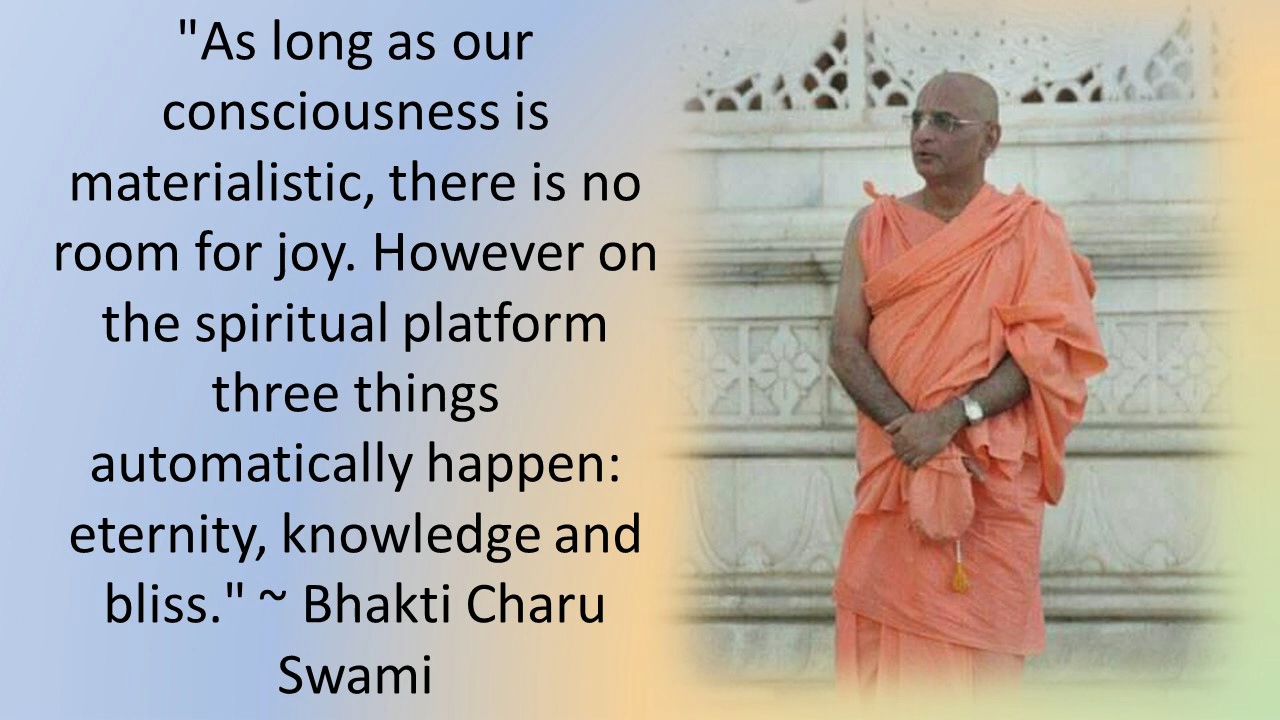 "As long as our
consciousness is
materialistic, there is no
room for joy. However on
the spiritual platform
three things
automatically happen:
eternity, knowledge and
bliss." ~ Bhakti Charu
Swami